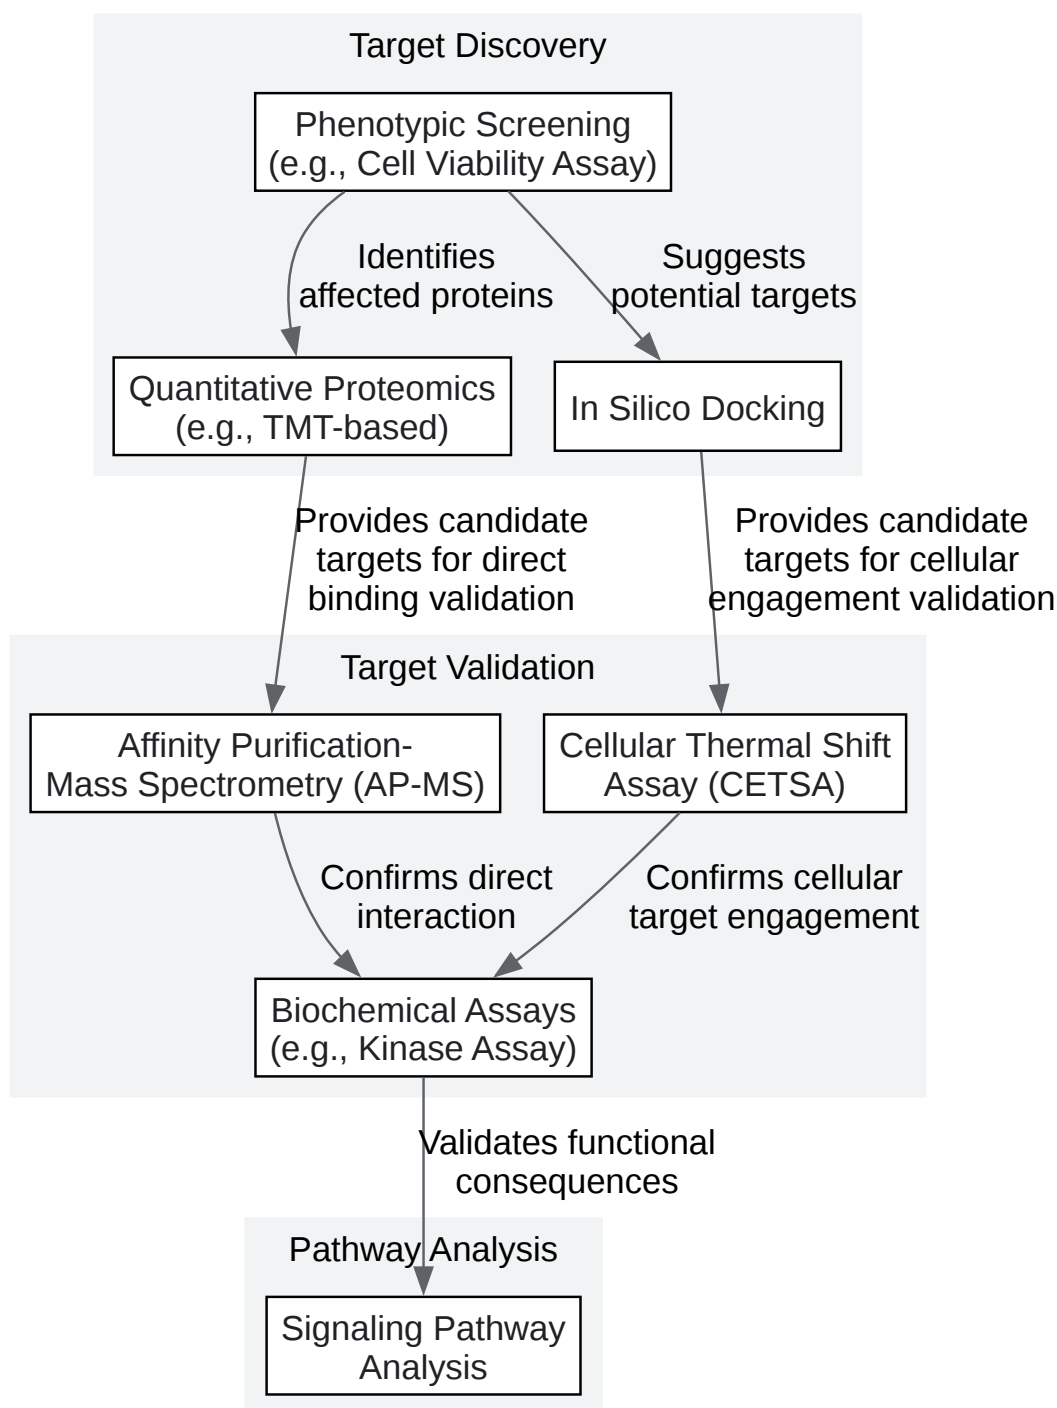 Target Discovery
Phenotypic Screening
(e.g., Cell Viability Assay)
Identifies
affected proteins
Suggests
potential targets
Quantitative Proteomics
(e.g., TMT-based)
In Silico Docking
Provides candidate
targets for direct
binding validation
Provides candidate
targets for cellular
engagement validation
Target Validation
Affinity Purification-
Mass Spectrometry (AP-MS)
Cellular Thermal Shift
Assay (CETSA)
Confirms direct
interaction
Confirms cellular
target engagement
Biochemical Assays
(e.g., Kinase Assay)
Validates functional
consequences
Pathway Analysis
Signaling Pathway
Analysis